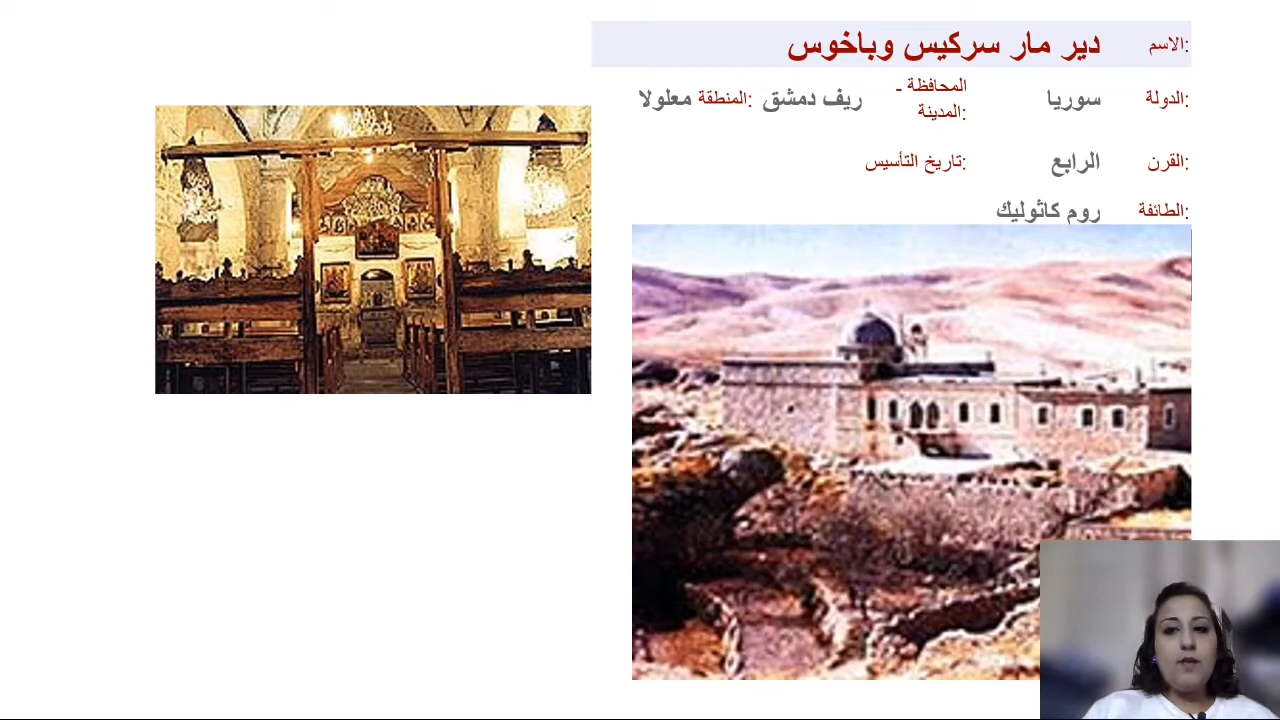 الاسم: دير مار سركيس وباخوس
الدولة: سوريا المحافظة - المدينة: ريف دمشق المنطقة: معلولا
القرن: الرابع تاريخ التأسيس:
الطائفة: روم كاثوليك